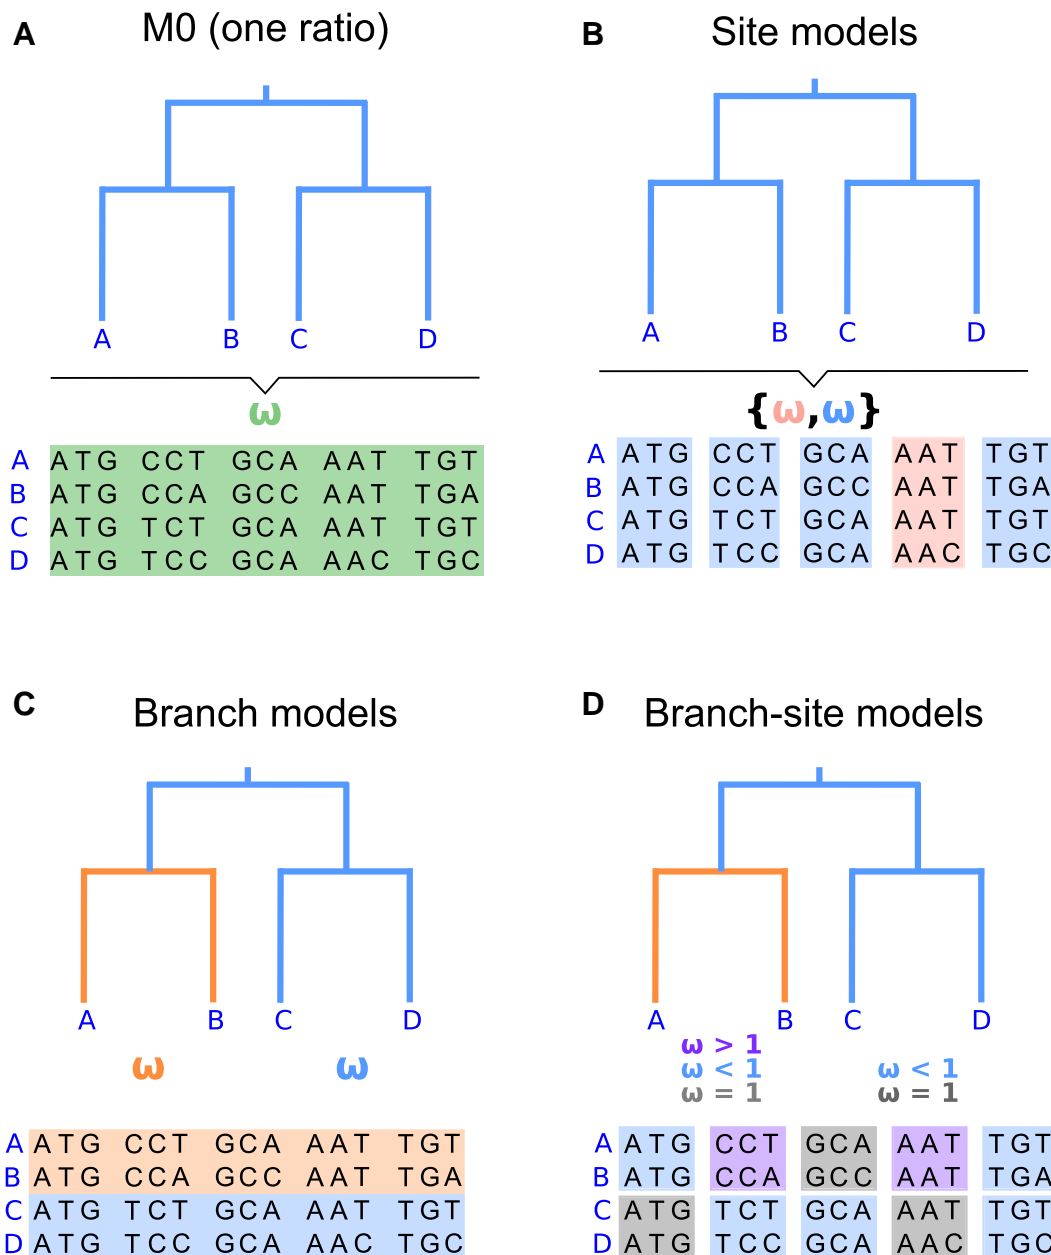 A M0 (one ratio)
A B C D
ω
A ATG CCT GCA AAT TGT
B ATG CCA GCC AAT TGA
C ATG TCT GCA AAT TGT
D ATG TCC GCA AAC TGC
B Site models
A B C D
{ω,ω}
A ATG CCT GCA AAT TGT
B ATG CCA GCC AAT TGA
C ATG TCT GCA AAT TGT
D ATG TCC GCA AAC TGC
C Branch models
A B C D
ω ω
A ATG CCT GCA AAT TGT
B ATG CCA GCC AAT TGA
C ATG TCT GCA AAT TGT
D ATG TCC GCA AAC TGC
D Branch-site models
A B C D
ω > 1
ω < 1 ω < 1
ω = 1 ω = 1
A ATG CCT GCA AAT TGT
B ATG CCA GCC AAT TGA
C ATG TCT GCA AAT TGT
D ATG TCC GCA AAC TGC